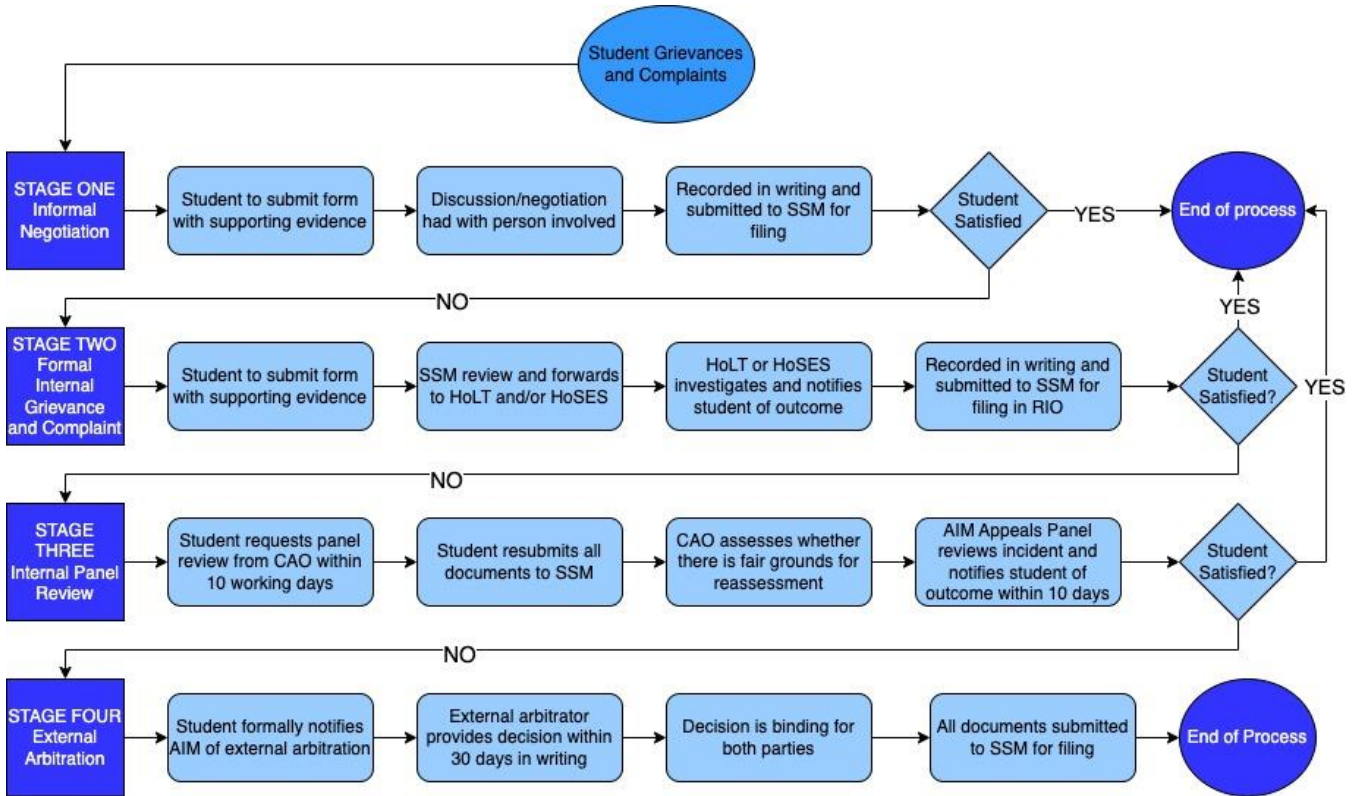 Student Grievances
and Complaints
STAGE ONE
Informal
Negotiation
Student to submit form
with supporting evidence
Discussion/negotiation
had with person involved
Recorded in writing and
submitted to SSM for
filing
Student
Satisfied
YES
End of process
NO
YES
YES
STAGE TWO
Formal
Internal
Grievance
and Complaint
Student to submit form
with supporting evidence
SSM review and forwards
to HoLT and/or HoSES
HoLT or HoSES
investigates and notifies
student of outcome
Recorded in writing and
submitted to SSM for
filing in RIO
Student
Satisfied?
NO
STAGE
THREE
Internal Panel
Review
Student requests panel
review from CAO within
10 working days
Student resubmits all
documents to SSM
CAO assesses whether
there is fair grounds for
reassessment
AIM Appeals Panel
reviews incident and
notifies student of
outcome within 10 days
Student
Satisfied?
NO
STAGE FOUR
External
Arbitration
Student formally notifies
AIM of external arbitration
External arbitrator
provides decision within
30 days in writing
Decision is binding for
both parties
All documents submitted
to SSM for filing
End of Process